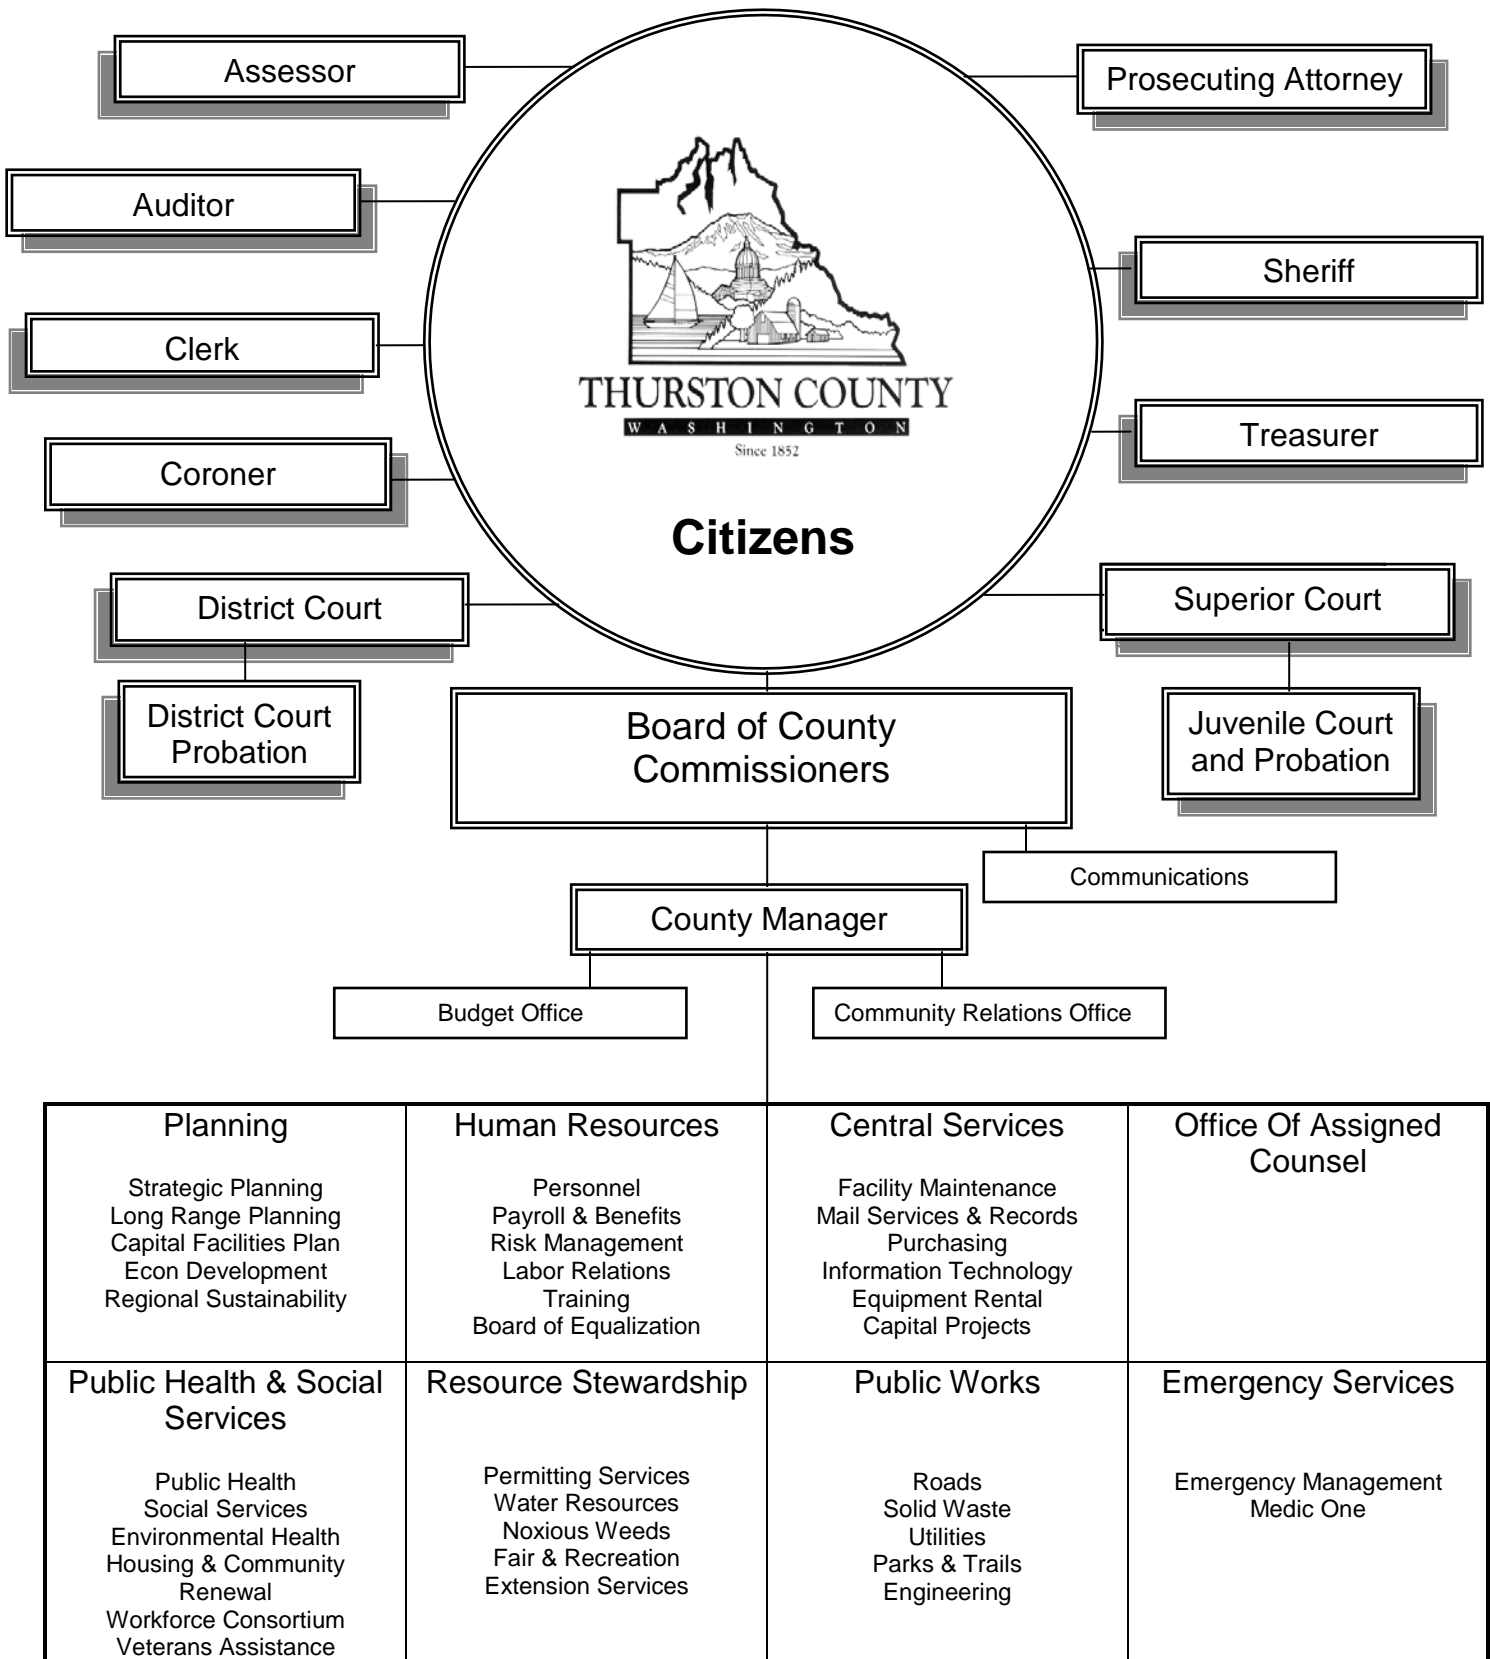 Assessor
Prosecuting Attorney
Auditor
Sheriff
Clerk
THURSTON COUNTY
WASHINGTON
Since 1852
Treasurer
Coroner
Citizens
District Court
Superior Court
District Court
Probation
Board of County
Commissioners
Juvenile Court
and Probation
Communications
County Manager
Budget Office
Community Relations Office
Planning
Strategic Planning
Long Range Planning
Capital Facilities Plan
Econ Development
Regional Sustainability
Human Resources
Personnel
Payroll & Benefits
Risk Management
Labor Relations
Training
Board of Equalization
Central Services
Facility Maintenance
Mail Services & Records
Purchasing
Information Technology
Equipment Rental
Capital Projects
Office Of Assigned
Counsel
Public Health & Social
Services
Public Health
Social Services
Environmental Health
Housing & Community
Renewal
Workforce Consortium
Veterans Assistance
Resource Stewardship
Permitting Services
Water Resources
Noxious Weeds
Fair & Recreation
Extension Services
Public Works
Roads
Solid Waste
Utilities
Parks & Trails
Engineering
Emergency Services
Emergency Management
Medic One